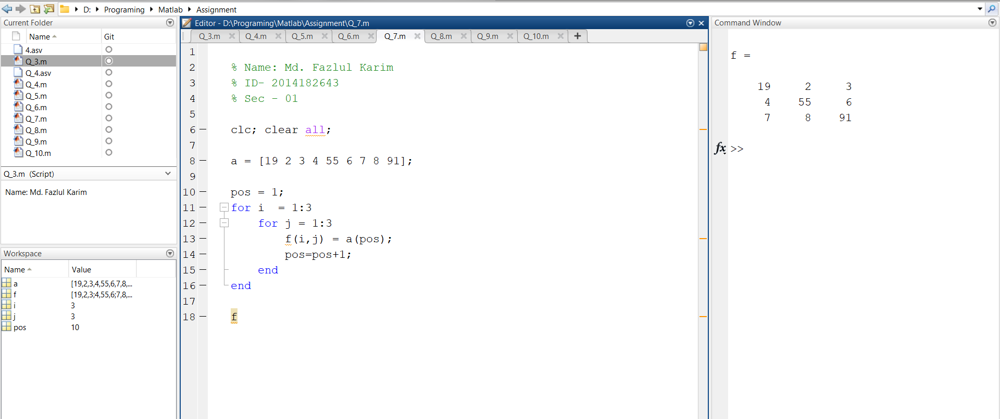 D: Programing Matlab Assignment
Current Folder
Name Git
4.asv
Q_3.m
Q_4.asv
Q_4.m
Q_5.m
Q_6.m
Q_7.m
Q_8.m
Q_9.m
Q_10.m
Q_3.m (Script)
Name: Md. Fazlul Karim
Workspace
Name Value
a [19,2,3,4,55,6,7,8,...
f [19,2,3;4,55,6;7,8,...
i 3
j 3
pos 10
Editor - D:\Programing\Matlab\Assignment\Q_7.m
Q_3.m Q_4.m Q_5.m Q_6.m Q_7.m Q_8.m Q_9.m Q_10.m +
1
2 % Name: Md. Fazlul Karim
3 % ID- 2014182643
4 % Sec - 01
5
6 — clc; clear all;
7
8 — a = [19 2 3 4 55 6 7 8 91];
9
10 — pos = 1;
11 — for i  = 1:3
12 — for j = 1:3
13 — f(i,j) = a(pos);
14 — pos=pos+1;
15 — end
16 — end
17
18 — f
Command Window
f =
19 2 3
4 55 6
7 8 91
fx >>